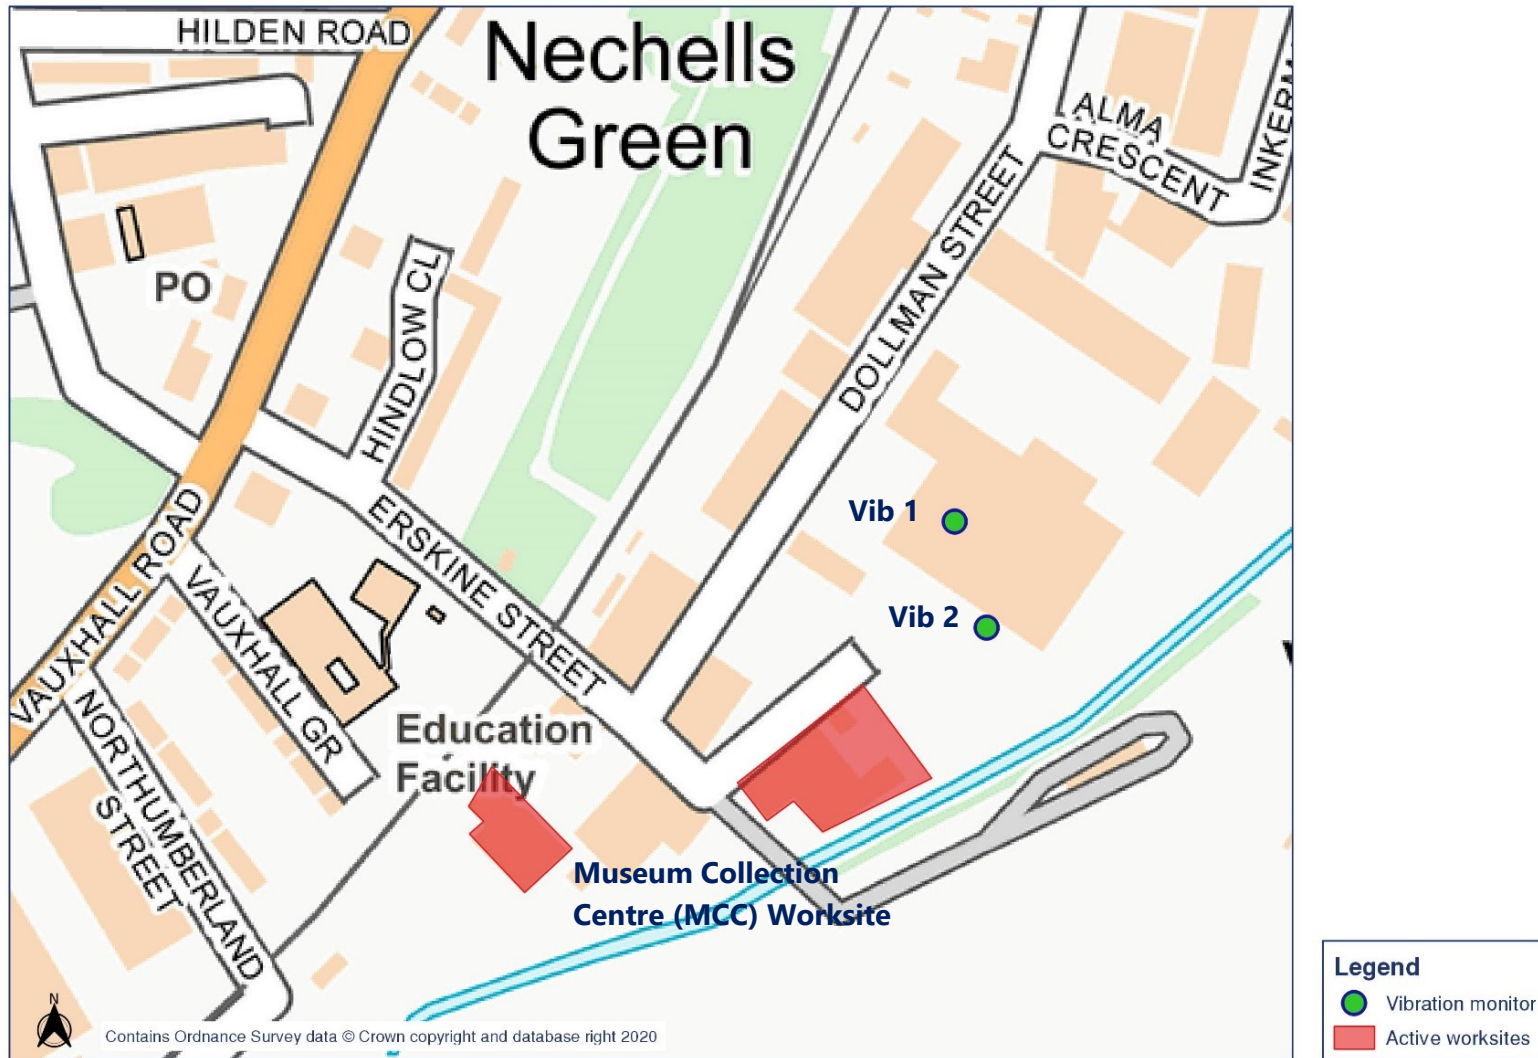 HILDEN ROAD
Nechells
Green
ALMA
CRESCENT
PO
HINDLOW CL
DOLLMAN STREET
Vib 1
ERSKINE STREET
VAUXHALL ROAD
VAUXHALL GR
Vib 2
NORTHUMBERLAND
STREET
Education
Facility
Museum Collection
Centre (MCC) Worksite
N
Contains Ordnance Survey data © Crown copyright and database right 2020
Legend
Vibration monitor
Active worksites